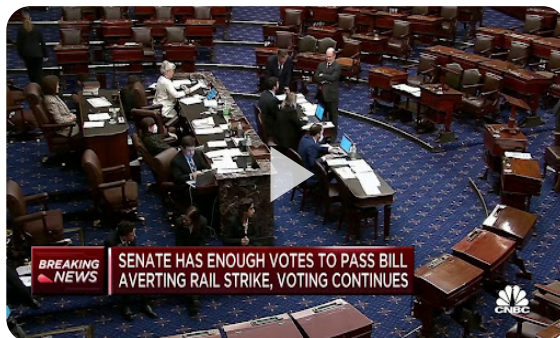 BREAKING
NEWS
SENATE HAS ENOUGH VOTES TO PASS BILL
AVERTING RAIL STRIKE, VOTING CONTINUES
CNBC